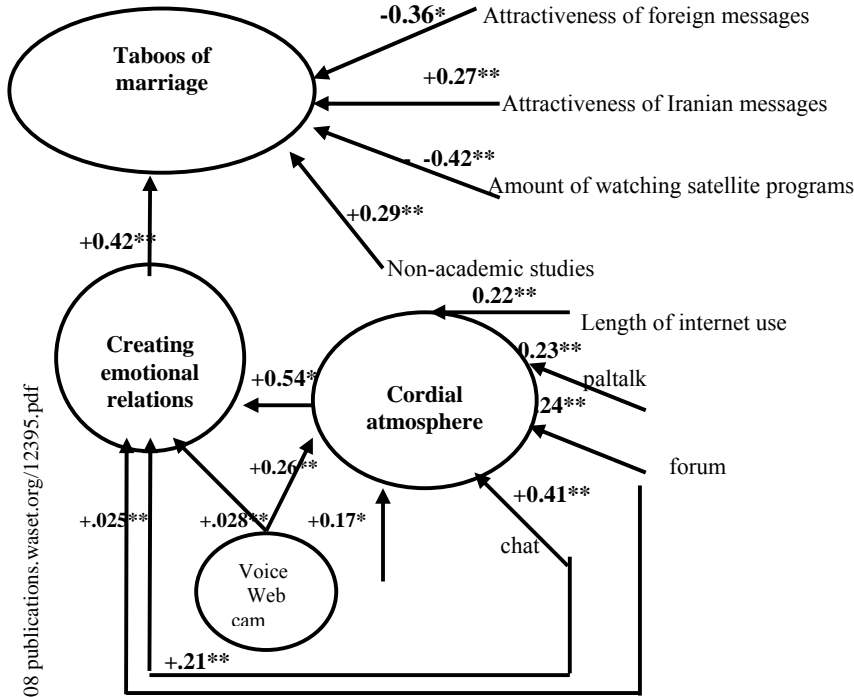 -0.36*
Attractiveness of foreign messages
Taboos of
marriage
+0.27**
Attractiveness of Iranian messages
-0.42**
Amount of watching satellite programs
+0.29**
Non-academic studies
+0.42**
0.22**
Length of internet use
Creating
emotional
relations
0.23**
paltalk
+0.54*
Cordial
atmosphere
.24**
forum
+0.26**
+0.41**
+.025**
+.028**
+0.17*
chat
Voice
Web
cam
+.21**
08 publications.waset.org/12395.pdf